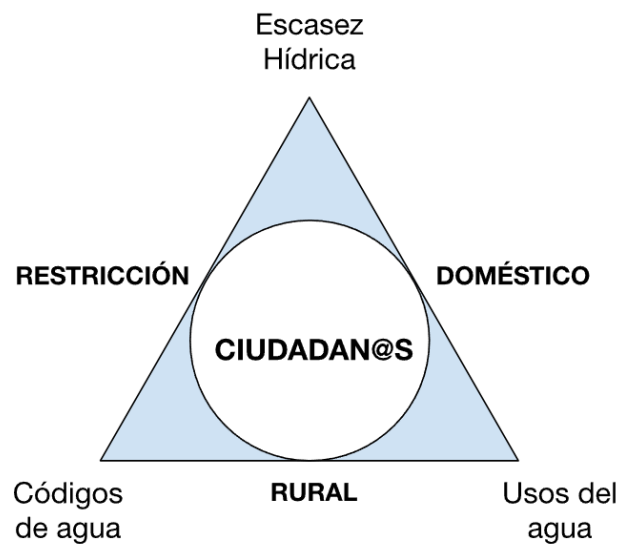 Escasez
Hídrica
RESTRICCIÓN
DOMÉSTICO
CIUDADAN@S
Códigos
de agua
RURAL
Usos del
agua